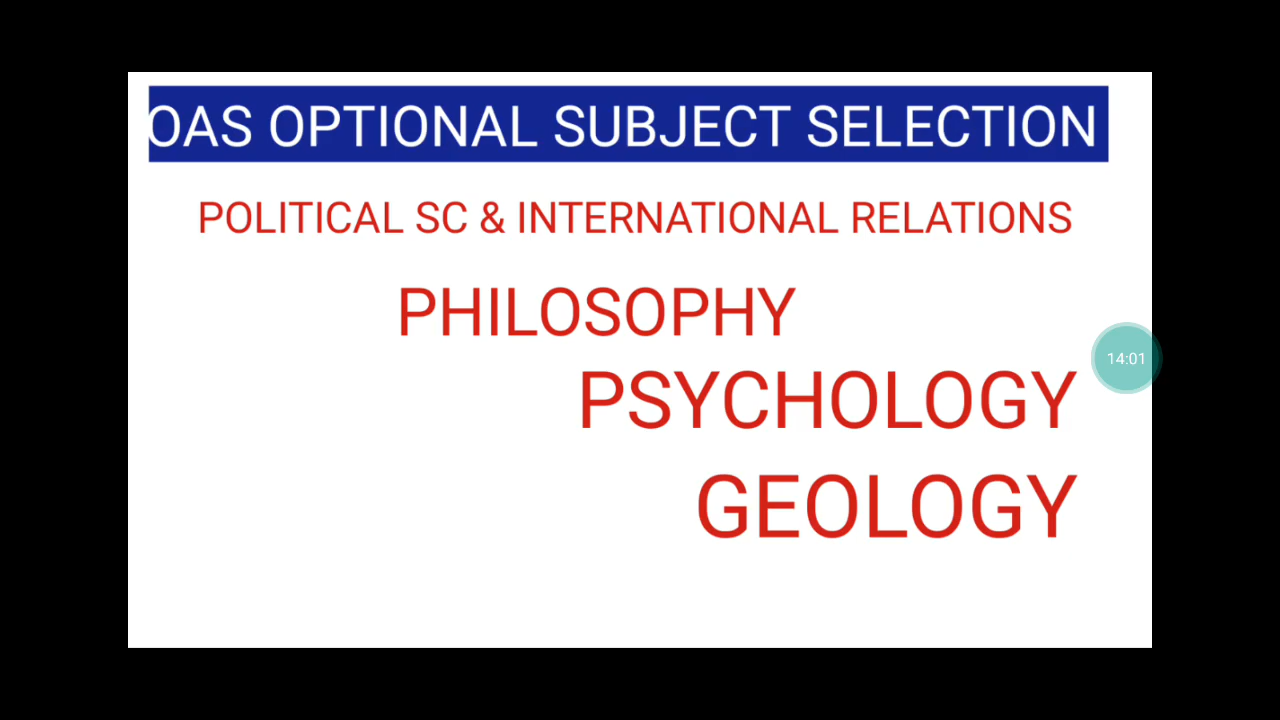 OAS OPTIONAL SUBJECT SELECTION
POLITICAL SC & INTERNATIONAL RELATIONS
PHILOSOPHY
14:01
PSYCHOLOGY
GEOLOGY